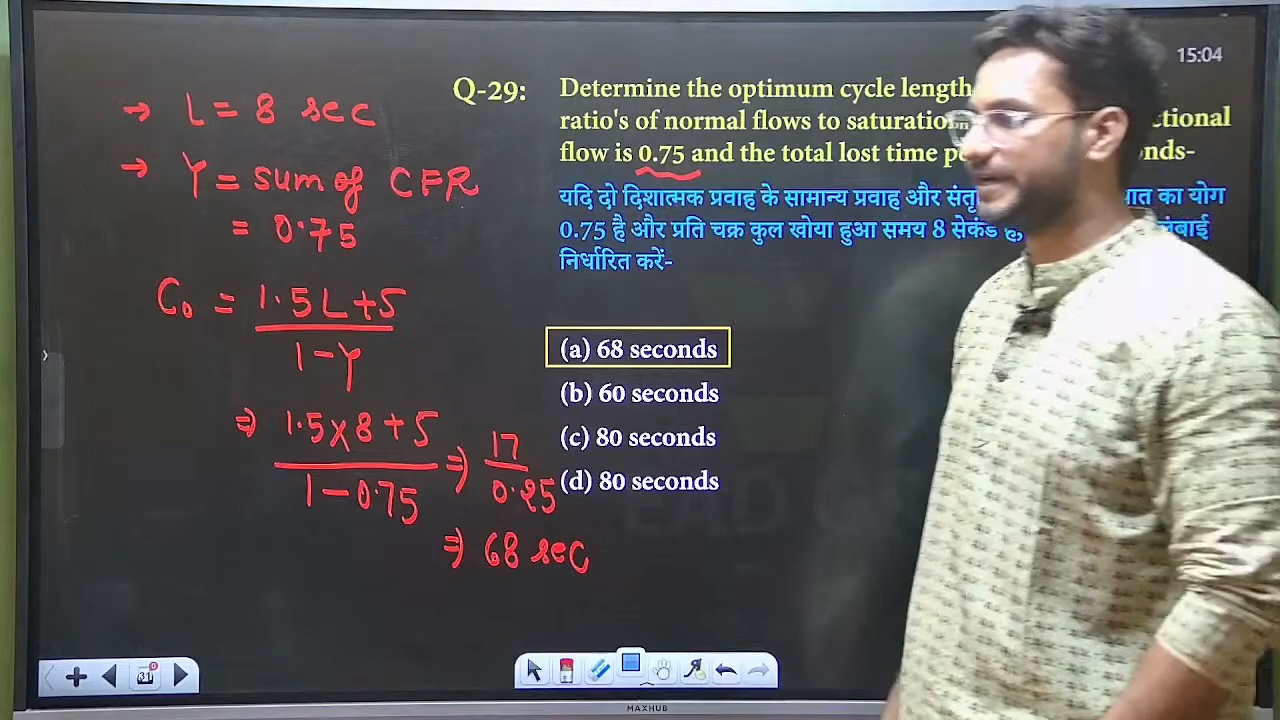 15:04
Q-29: Determine the optimum cycle length
ratio's of normal flows to saturation ctional
flow is 0.75 and the total lost time nds-
यदि दो दिशात्मक प्रवाह के सामान्य प्रवाह और का योग
0.75 है और प्रति चक्र कुल खोया हुआ समय 8 सेकंड है,
निर्धारित करें-
(a) 68 seconds
(b) 60 seconds
(c) 80 seconds
(d) 80 seconds
→ L = 8 sec
→ Y = sum of CFR
= 0.75
C₀ = 1.5L+5
1-Y
⇒ 1.5×8+5 ⇒ 17
1-0.75 0.25
⇒ 68 sec
MAXHUB